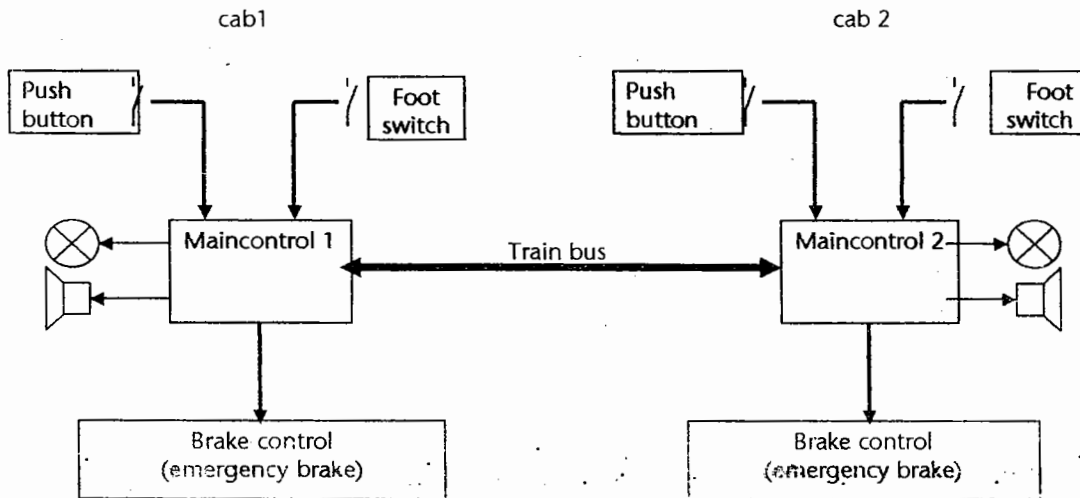 cab1
cab 2
Push
button
Foot
switch
Push
button
Foot
switch
Maincontrol 1
Train bus
Maincontrol 2
Brake control
(emergency brake)
Brake control
(emergency brake)